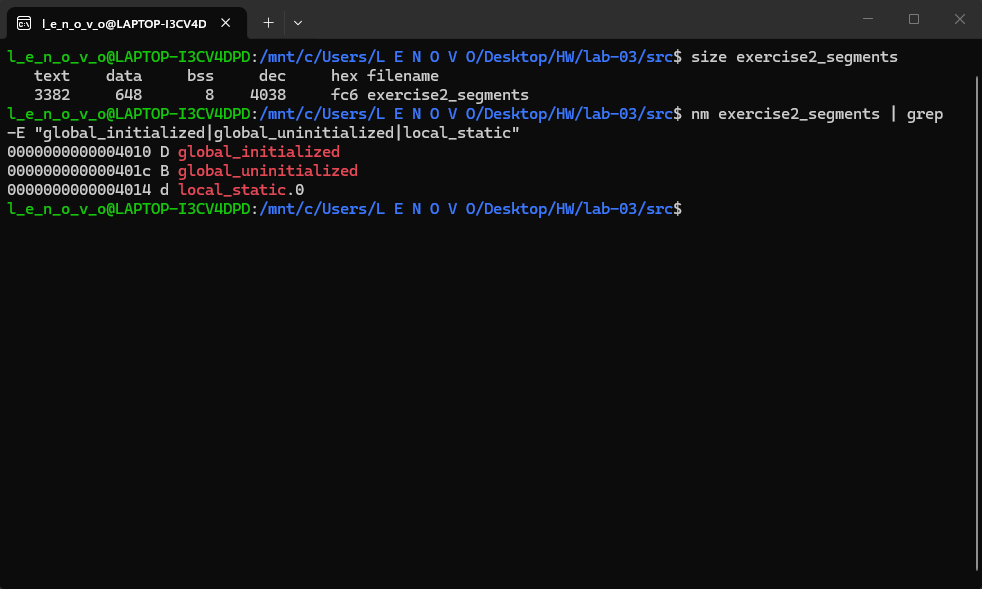 l_e_n_o_v_o@LAPTOP-I3CV4D
l_e_n_o_v_o@LAPTOP-I3CV4DPD:/mnt/c/Users/L E N O V O/Desktop/HW/lab-03/src$ size exercise2_segments
   text    data     bss     dec     hex filename
   3382     648       8    4038     fc6 exercise2_segments
l_e_n_o_v_o@LAPTOP-I3CV4DPD:/mnt/c/Users/L E N O V O/Desktop/HW/lab-03/src$ nm exercise2_segments | grep
-E "global_initialized|global_uninitialized|local_static"
0000000000004010 D global_initialized
000000000000401c B global_uninitialized
0000000000004014 d local_static.0
l_e_n_o_v_o@LAPTOP-I3CV4DPD:/mnt/c/Users/L E N O V O/Desktop/HW/lab-03/src$